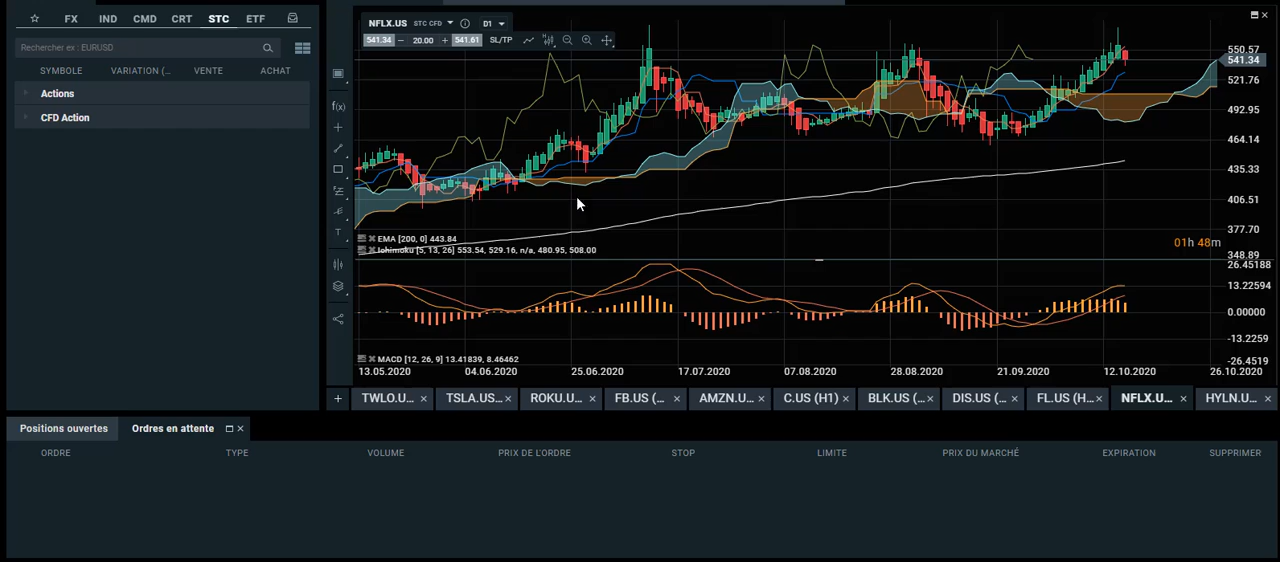 FX IND CMD CRT STC ETF
Rechercher ex : EURUSD
SYMBOLE VARIATION (... VENTE ACHAT
Actions
CFD Action
NFLX.US STC CFD D1
541.34 20.00 541.61 SL/TP
f(x)
T
550.57
541.34
521.76
492.95
464.14
435.33
406.51
377.70
01h 48m
348.89
EMA [200, 0] 443.84
Ichimoku [5, 13, 26] 553.54, 529.16, n/a, 480.95, 508.00
26.45188
13.22594
0.00000
-13.2259
-26.4519
MACD [12, 26, 9] 13.41839, 8.46462
13.05.2020 04.06.2020 25.06.2020 17.07.2020 07.08.2020 28.08.2020 21.09.2020 12.10.2020 26.10.2020
TWLO.U... TSLA.US... ROKU.U... FB.US (... AMZN.U... C.US (H1) BLK.US (... DIS.US (... FL.US (H... NFLX.U... HYLN.U...
Positions ouvertes Ordres en attente
ORDRE TYPE VOLUME PRIX DE L'ORDRE STOP LIMITE PRIX DU MARCHÉ EXPIRATION SUPPRIMER